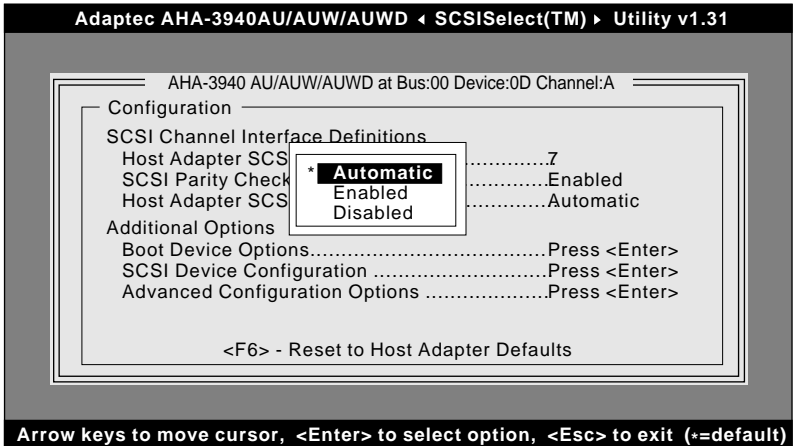 Adaptec AHA-3940AU/AUW/AUWD ◂ SCSISelect(TM) ▸ Utility v1.31
AHA-3940 AU/AUW/AUWD at Bus:00 Device:0D Channel:A
Configuration
SCSI Channel Interface Definitions
Host Adapter SCS ...............7
SCSI Parity Check ...............Enabled
Host Adapter SCS ...............Automatic
* Automatic
Enabled
Disabled
Additional Options
Boot Device Options.......................................Press <Enter>
SCSI Device Configuration .............................Press <Enter>
Advanced Configuration Options .....................Press <Enter>
<F6> - Reset to Host Adapter Defaults
Arrow keys to move cursor, <Enter> to select option, <Esc> to exit (*=default)